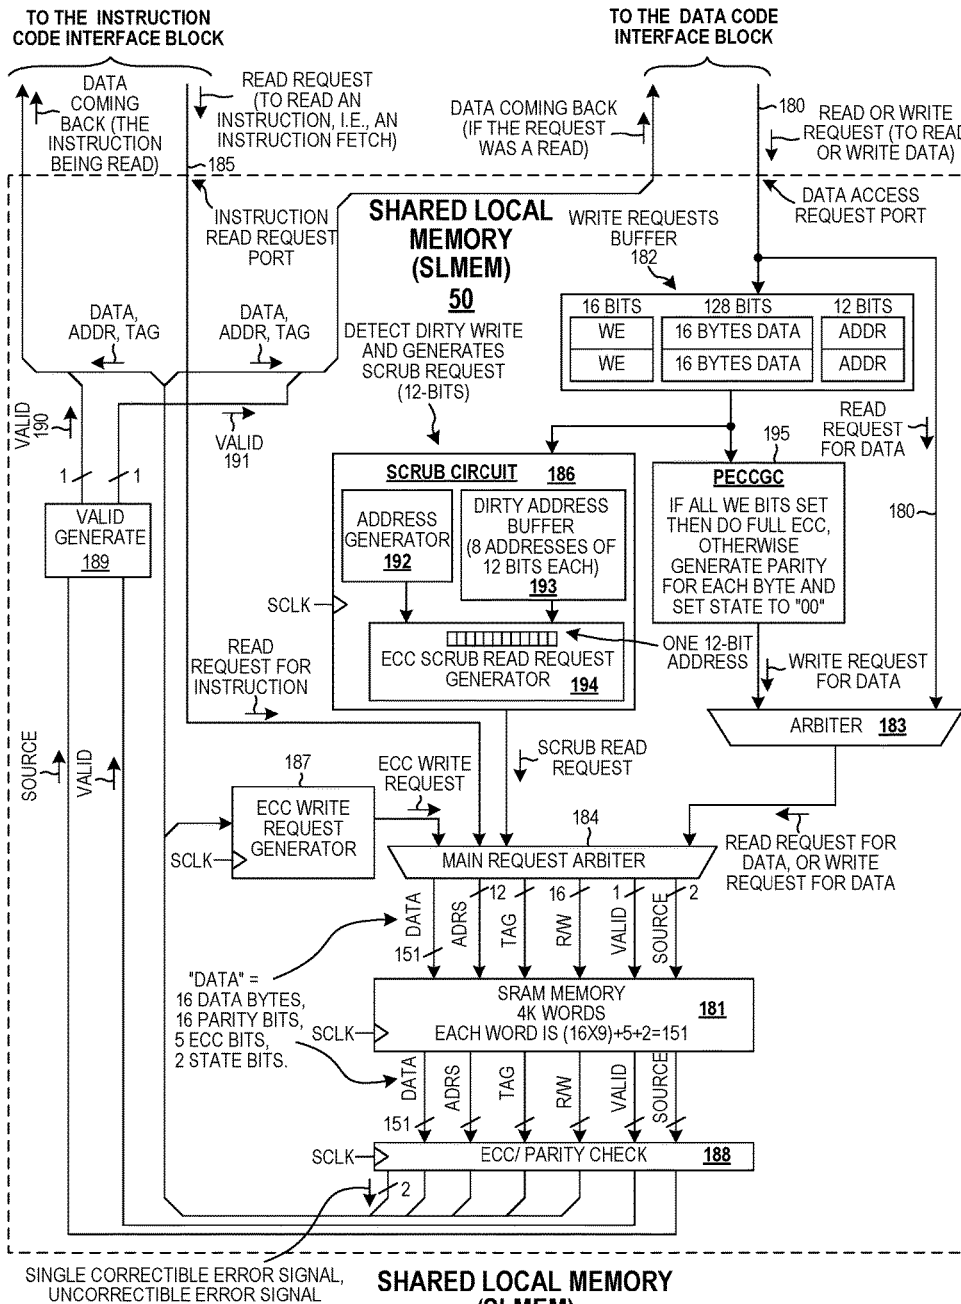 TO THE INSTRUCTION
CODE INTERFACE BLOCK
TO THE DATA CODE
INTERFACE BLOCK
DATA
COMING
BACK (THE
INSTRUCTION
BEING READ)
READ REQUEST
(TO READ AN
INSTRUCTION, I.E., AN
INSTRUCTION FETCH)
185
DATA COMING BACK
(IF THE REQUEST
WAS A READ)
180
READ OR WRITE
REQUEST (TO READ
OR WRITE DATA)
INSTRUCTION
READ REQUEST
PORT
SHARED LOCAL
MEMORY
(SLMEM)
50
WRITE REQUESTS
BUFFER
182
DATA ACCESS
REQUEST PORT
16 BITS 128 BITS 12 BITS
WE 16 BYTES DATA ADDR
WE 16 BYTES DATA ADDR
DATA,
ADDR, TAG
DATA,
ADDR, TAG
DETECT DIRTY WRITE
AND GENERATES
SCRUB REQUEST
(12-BITS)
VALID
190
VALID
191
READ
REQUEST
FOR DATA
180
1
1
VALID
GENERATE
189
SCRUB CIRCUIT 186
ADDRESS
GENERATOR
192
DIRTY ADDRESS
BUFFER
(8 ADDRESSES OF
12 BITS EACH)
193
SCLK
ECC SCRUB READ REQUEST
GENERATOR 194
195
PECCGC
IF ALL WE BITS SET
THEN DO FULL ECC,
OTHERWISE
GENERATE PARITY
FOR EACH BYTE AND
SET STATE TO "00"
ONE 12-BIT
ADDRESS
READ
REQUEST FOR
INSTRUCTION
WRITE REQUEST
FOR DATA
ARBITER 183
SOURCE
VALID
SCRUB READ
REQUEST
187
ECC WRITE
REQUEST
GENERATOR
SCLK
ECC WRITE
REQUEST
184
MAIN REQUEST ARBITER
READ REQUEST FOR
DATA, OR WRITE
REQUEST FOR DATA
12
16
1
2
DATA
ADRS
TAG
R/W
VALID
SOURCE
151
"DATA" =
16 DATA BYTES,
16 PARITY BITS,
5 ECC BITS,
2 STATE BITS.
SRAM MEMORY
4K WORDS
EACH WORD IS (16X9)+5+2=151
181
SCLK
DATA
ADRS
TAG
R/W
VALID
SOURCE
151
SCLK
ECC/ PARITY CHECK 188
2
SINGLE CORRECTIBLE ERROR SIGNAL,
UNCORRECTIBLE ERROR SIGNAL
SHARED LOCAL MEMORY
(SLMEM)